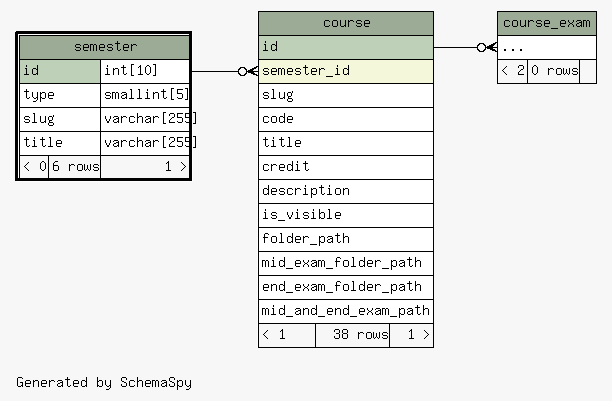 semester
id int[10]
type smallint[5]
slug varchar[255]
title varchar[255]
< 0 6 rows 1 >
course
id
semester_id
slug
code
title
credit
description
is_visible
folder_path
mid_exam_folder_path
end_exam_folder_path
mid_and_end_exam_path
< 1 38 rows 1 >
course_exam
...
< 2 0 rows
Generated by SchemaSpy